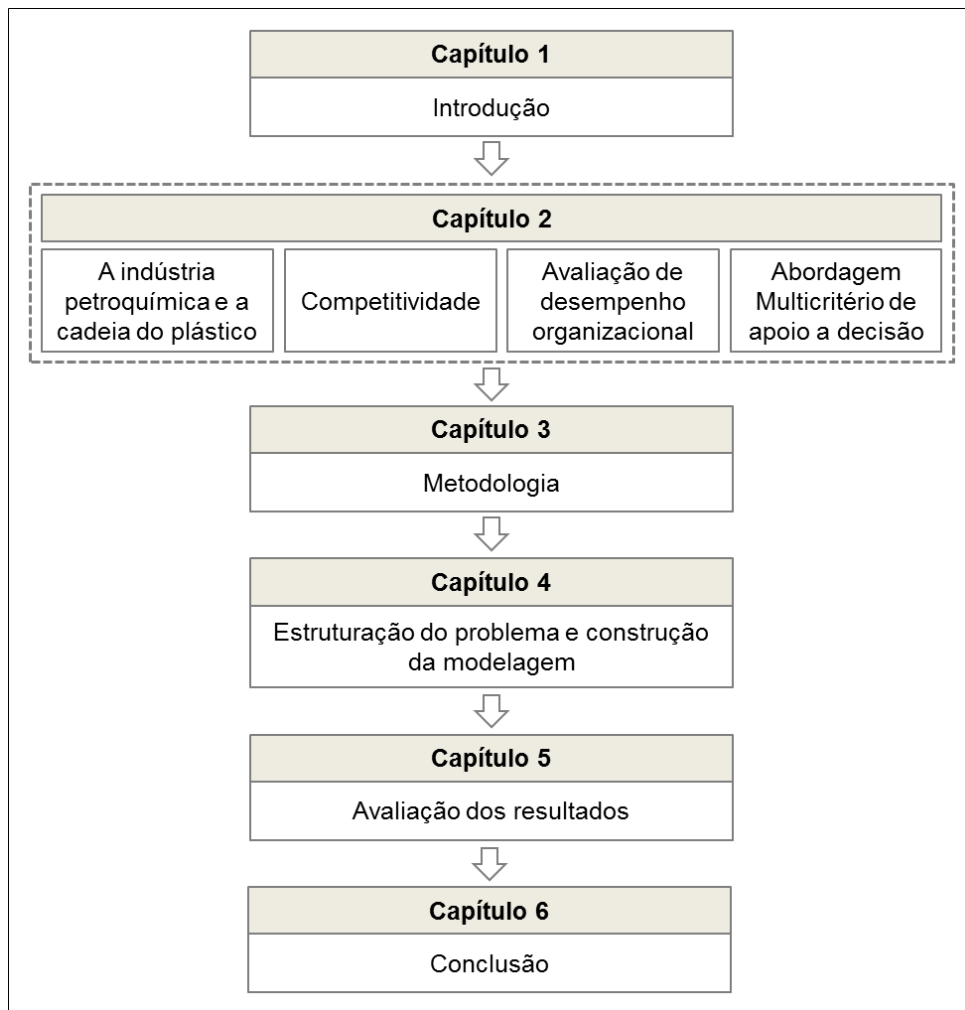 Capítulo 1
Introdução
Capítulo 2
A indústria
petroquímica e a
cadeia do plástico
Competitividade
Avaliação de
desempenho
organizacional
Abordagem
Multicritério de
apoio a decisão
Capítulo 3
Metodologia
Capítulo 4
Estruturação do problema e construção
da modelagem
Capítulo 5
Avaliação dos resultados
Capítulo 6
Conclusão